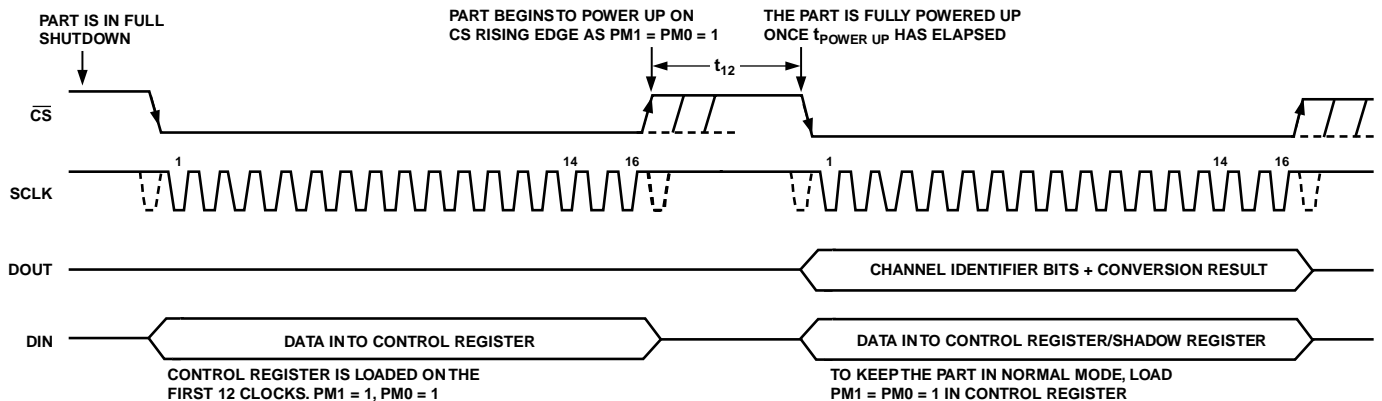 PART IS IN FULL
SHUTDOWN
PART BEGINS TO POWER UP ON
CS RISING EDGE AS PM1 = PM0 = 1
THE PART IS FULLY POWERED UP
ONCE tPOWER UP HAS ELAPSED
t12
CS
1
14
16
1
14
16
SCLK
DOUT
CHANNEL IDENTIFIER BITS + CONVERSION RESULT
DIN
DATA INTO CONTROL REGISTER
DATA INTO CONTROL REGISTER/SHADOW REGISTER
CONTROL REGISTER IS LOADED ON THE
FIRST 12 CLOCKS. PM1 = 1, PM0 = 1
TO KEEP THE PART IN NORMAL MODE, LOAD
PM1 = PM0 = 1 IN CONTROL REGISTER